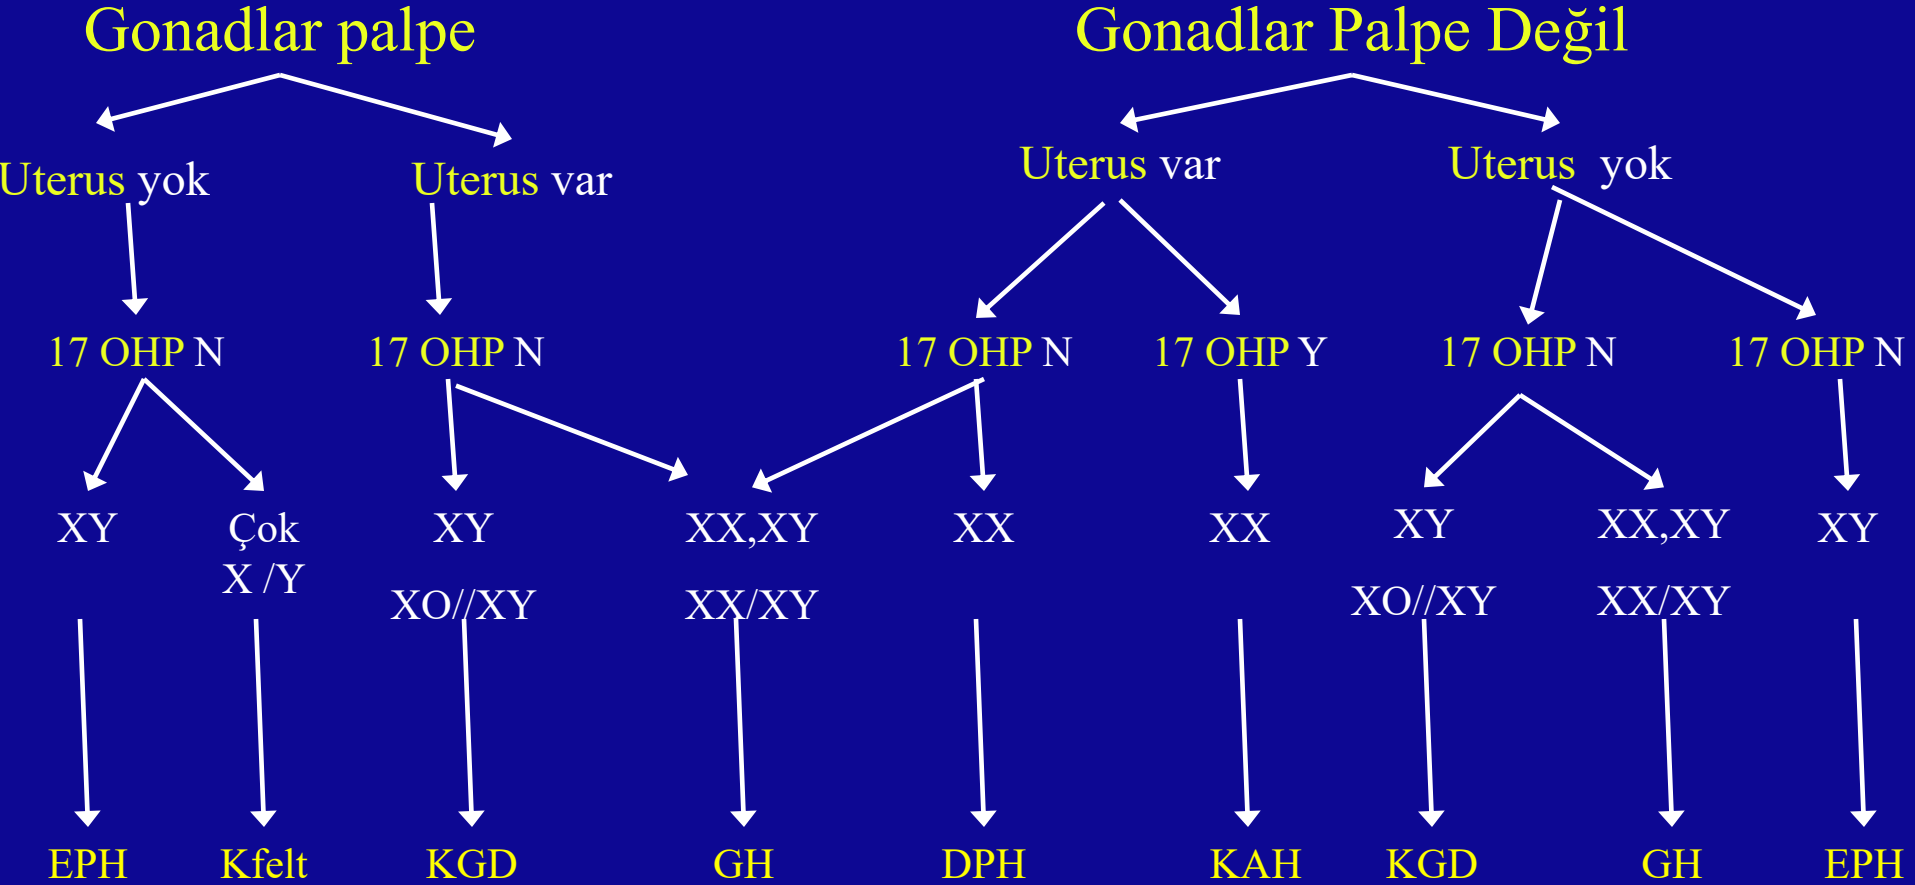 Gonadlar palpe
Gonadlar Palpe Değil
Uterus yok
Uterus var
Uterus var
Uterus yok
17 OHP N
17 OHP N
17 OHP N
17 OHP Y
17 OHP N
17 OHP N
XY
Çok
X /Y
XY
XO//XY
XX,XY
XX/XY
XX
XX
XY
XO//XY
XX,XY
XX/XY
XY
EPH
Kfelt
KGD
GH
DPH
KAH
KGD
GH
EPH